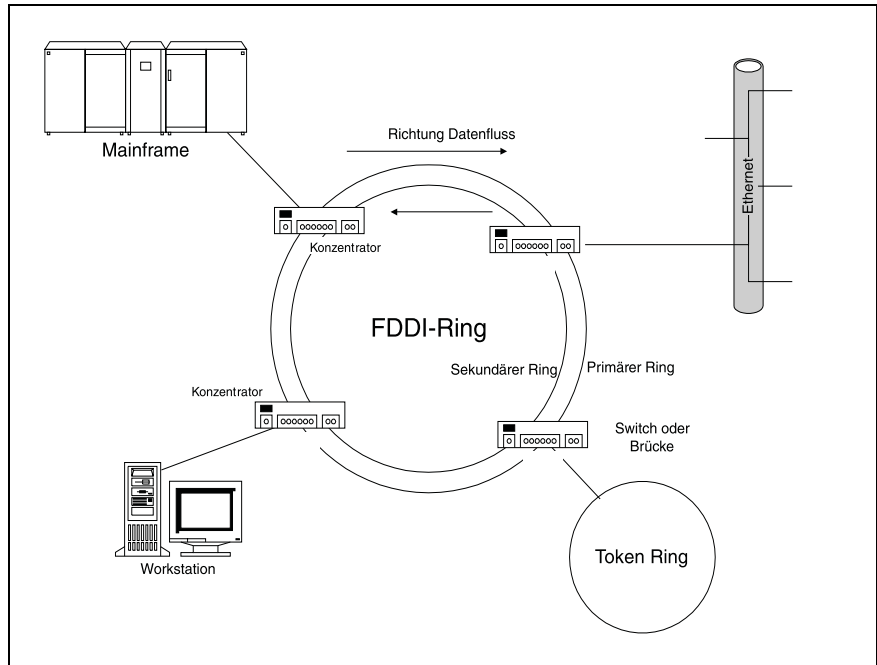 Richtung Datenfluss
Mainframe
Ethernet
Konzentrator
FDDI-Ring
Sekundärer Ring
Primärer Ring
Konzentrator
Switch oder
Brücke
Workstation
Token Ring